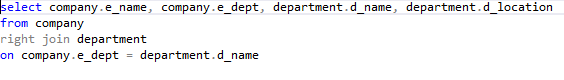 select company.e_name, company.e_dept, department.d_name, department.d_location
from company
right join department
on company.e_dept = department.d_name